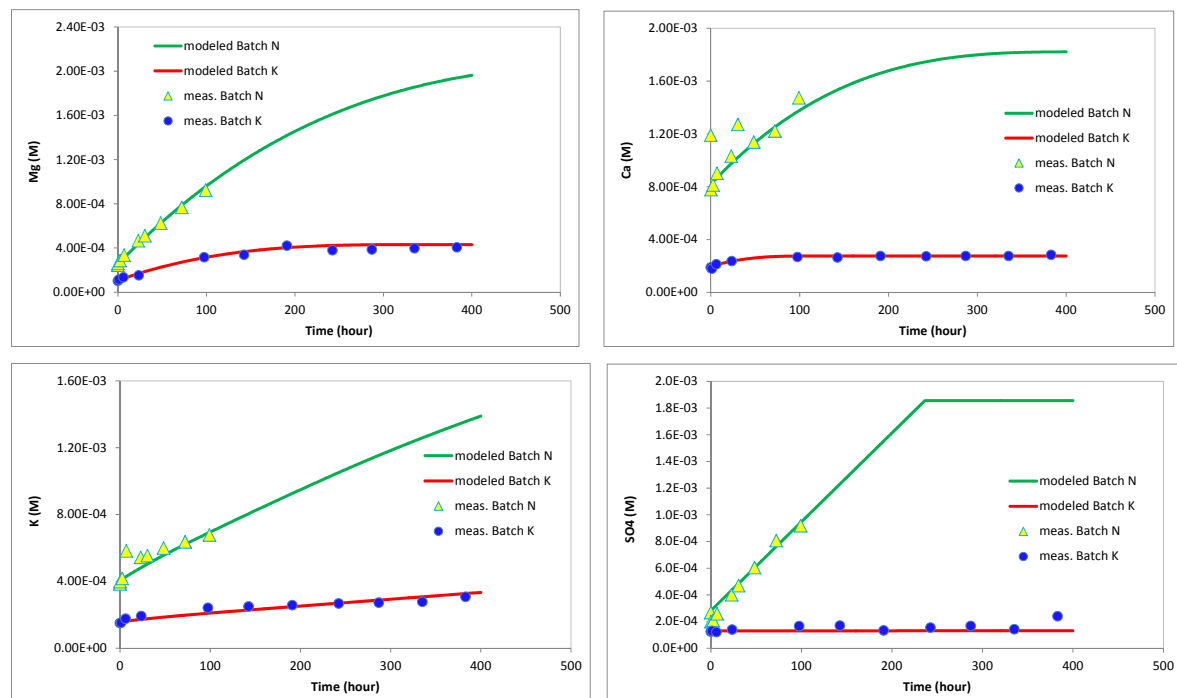 2.40E-03
2.00E-03
1.60E-03
1.20E-03
8.00E-04
4.00E-04
0.00E+00
Mg (M)
modeled Batch N
modeled Batch K
meas. Batch N
meas. Batch K
0 100 200 300 400 500
Time (hour)
2.00E-03
1.60E-03
1.20E-03
8.00E-04
4.00E-04
0.00E+00
Ca (M)
modeled Batch N
modeled Batch K
meas. Batch N
meas. Batch K
0 100 200 300 400 500
Time (hour)
1.60E-03
1.20E-03
8.00E-04
4.00E-04
0.00E+00
K (M)
modeled Batch N
modeled Batch K
meas. Batch N
meas. Batch K
0 100 200 300 400 500
Time (hour)
2.0E-03
1.8E-03
1.6E-03
1.4E-03
1.2E-03
1.0E-03
8.0E-04
6.0E-04
4.0E-04
2.0E-04
0.0E+00
SO4 (M)
modeled Batch N
modeled Batch K
meas. Batch N
meas. Batch K
0 100 200 300 400 500
Time (hour)